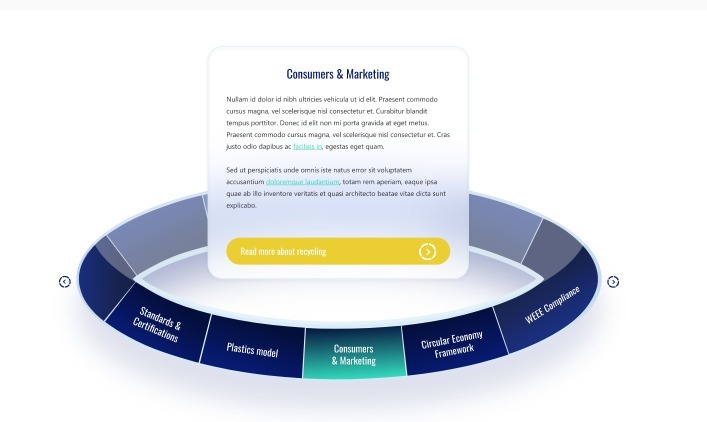 Consumers & Marketing
Nullam id dolor id nibh ultricies vehicula ut id elit. Praesent commodo
cursus magna, vel scelerisque nisl consectetur et. Curabitur blandit
tempus porttitor. Donec id elit non mi porta gravida at eget metus.
Praesent commodo cursus magna, vel scelerisque nisl consectetur et. Cras
justo odio dapibus ac facilisis in, egestas eget quam.
Sed ut perspiciatis unde omnis iste natus error sit voluptatem
accusantium doloremque laudantium, totam rem aperiam, eaque ipsa
quae ab illo inventore veritatis et quasi architecto beatae vitae dicta sunt
explicabo.
Read more about recycling
Standards &
Certifications
Plastics model
Consumers
& Marketing
Circular Economy
Framework
WEEE Compliance